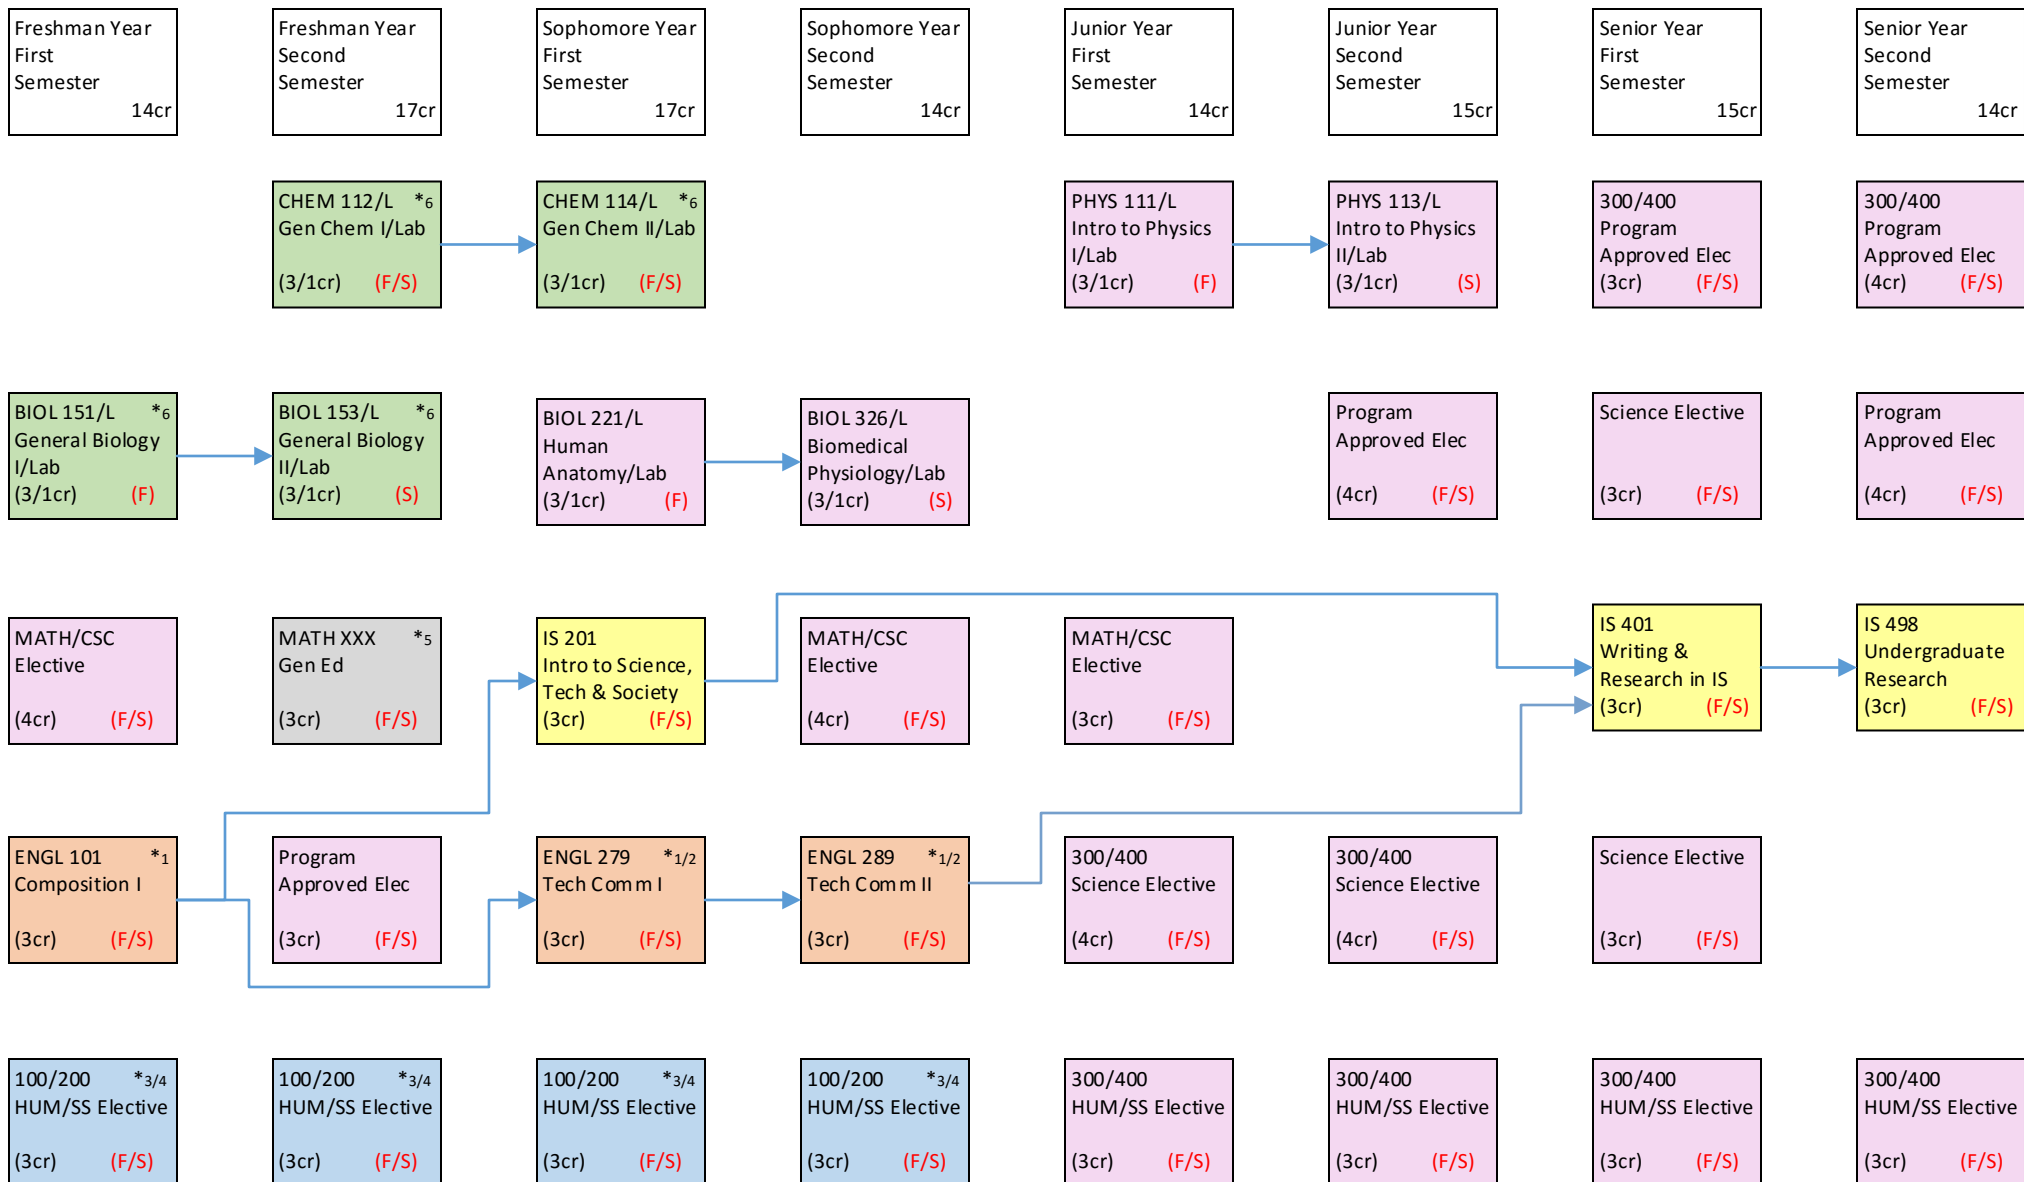 Freshman Year
First
Semester
14cr
Freshman Year
Second
Semester
17cr
Sophomore Year
First
Semester
17cr
Sophomore Year
Second
Semester
14cr
Junior Year
First
Semester
14cr
Junior Year
Second
Semester
15cr
Senior Year
First
Semester
15cr
Senior Year
Second
Semester
14cr
CHEM 112/L *6
Gen Chem I/Lab
(3/1cr) (F/S)
CHEM 114/L *6
Gen Chem II/Lab
(3/1cr) (F/S)
PHYS 111/L
Intro to Physics
I/Lab
(3/1cr) (F)
PHYS 113/L
Intro to Physics
II/Lab
(3/1cr) (S)
300/400
Program
Approved Elec
(3cr) (F/S)
300/400
Program
Approved Elec
(4cr) (F/S)
BIOL 151/L *6
General Biology
I/Lab
(3/1cr) (F)
BIOL 153/L *6
General Biology
II/Lab
(3/1cr) (S)
BIOL 221/L
Human
Anatomy/Lab
(3/1cr) (F)
BIOL 326/L
Biomedical
Physiology/Lab
(3/1cr) (S)
Program
Approved Elec
(4cr) (F/S)
Science Elective
(3cr) (F/S)
Program
Approved Elec
(4cr) (F/S)
MATH/CSC
Elective
(4cr) (F/S)
MATH XXX *5
Gen Ed
(3cr) (F/S)
IS 201
Intro to Science,
Tech & Society
(3cr) (F/S)
MATH/CSC
Elective
(4cr) (F/S)
MATH/CSC
Elective
(3cr) (F/S)
IS 401
Writing &
Research in IS
(3cr) (F/S)
IS 498
Undergraduate
Research
(3cr) (F/S)
ENGL 101 *1
Composition I
(3cr) (F/S)
Program
Approved Elec
(3cr) (F/S)
ENGL 279 *1/2
Tech Comm I
(3cr) (F/S)
ENGL 289 *1/2
Tech Comm II
(3cr) (F/S)
300/400
Science Elective
(4cr) (F/S)
300/400
Science Elective
(4cr) (F/S)
Science Elective
(3cr) (F/S)
100/200 *3/4
HUM/SS Elective
(3cr) (F/S)
100/200 *3/4
HUM/SS Elective
(3cr) (F/S)
100/200 *3/4
HUM/SS Elective
(3cr) (F/S)
100/200 *3/4
HUM/SS Elective
(3cr) (F/S)
300/400
HUM/SS Elective
(3cr) (F/S)
300/400
HUM/SS Elective
(3cr) (F/S)
300/400
HUM/SS Elective
(3cr) (F/S)
300/400
HUM/SS Elective
(3cr) (F/S)